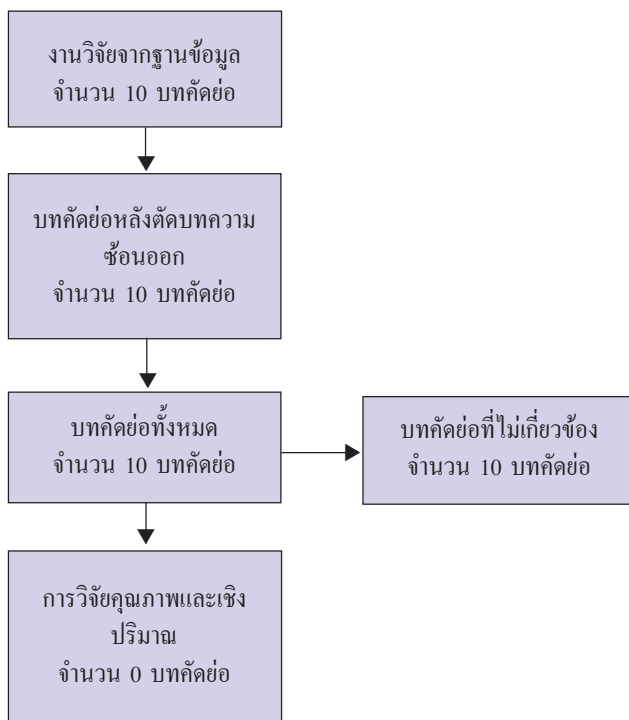 งานวิจัยจากฐานข้อมูล
จำนวน 10 บทคัดย่อ
บทคัดย่อหลังตัดบทความ
ซ้อนออก
จำนวน 10 บทคัดย่อ
บทคัดย่อทั้งหมด
จำนวน 10 บทคัดย่อ
บทคัดย่อที่ไม่เกี่ยวข้อง
จำนวน 10 บทคัดย่อ
การวิจัยคุณภาพและเชิง
ปริมาณ
จำนวน 0 บทคัดย่อ